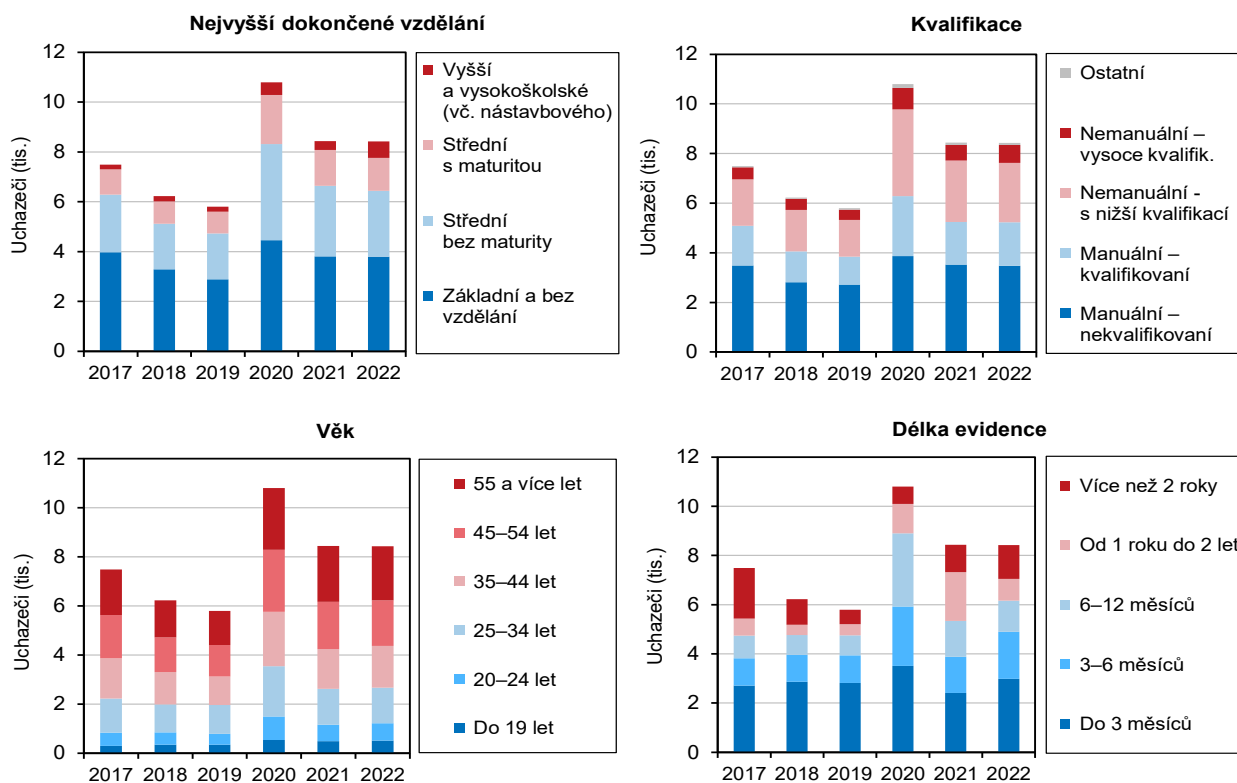 Nejvyšší dokončené vzdělání
Uchazeči (tis.)
12
10
8
6
4
2
0
2017 2018 2019 2020 2021 2022
Vyšší
a vysokoškolské
(vč. nástavbového)
Střední
s maturitou
Střední
bez maturity
Základní a bez
vzdělání
Kvalifikace
Uchazeči (tis.)
12
10
8
6
4
2
0
2017 2018 2019 2020 2021 2022
Ostatní
Nemanuální –
vysoce kvalifik.
Nemanuální -
s nižší kvalifikací
Manuální –
kvalifikovaní
Manuální –
nekvalifikovaní
Věk
Uchazeči (tis.)
12
10
8
6
4
2
0
2017 2018 2019 2020 2021 2022
55 a více let
45–54 let
35–44 let
25–34 let
20–24 let
Do 19 let
Délka evidence
Uchazeči (tis.)
12
10
8
6
4
2
0
2017 2018 2019 2020 2021 2022
Více než 2 roky
Od 1 roku do 2 let
6–12 měsíců
3–6 měsíců
Do 3 měsíců